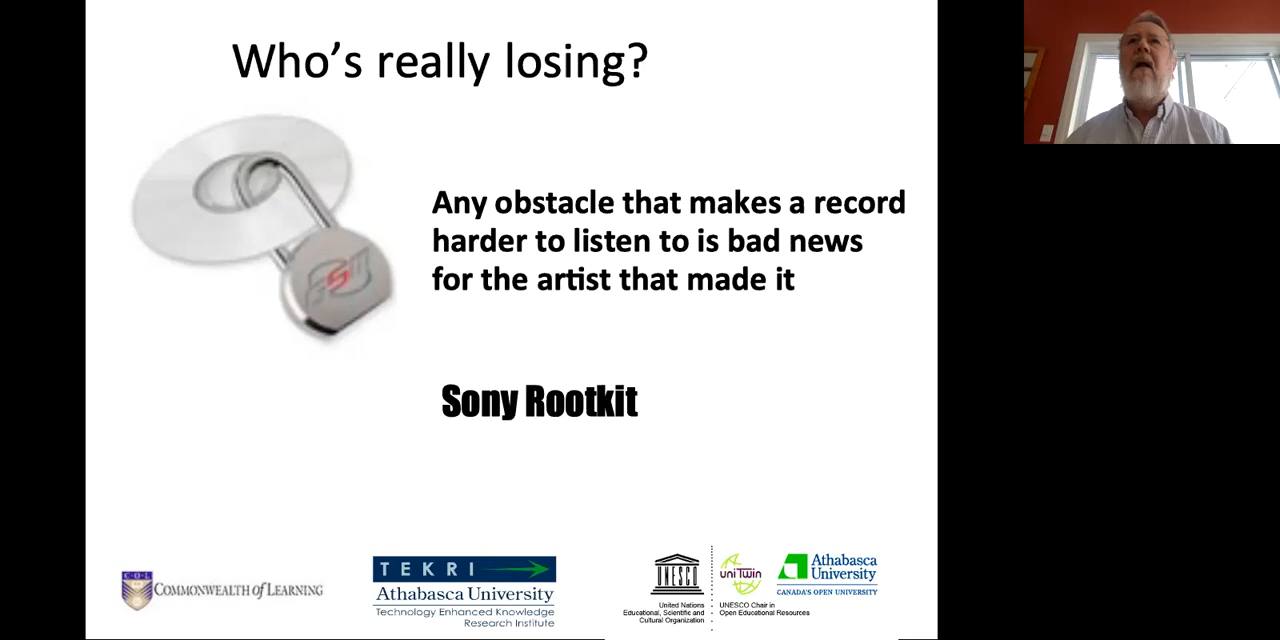 Who's really losing?
Any obstacle that makes a record
harder to listen to is bad news
for the artist that made it
Sony Rootkit
C·O·L
COMMONWEALTH of LEARNING
TEKRI
Athabasca University
Technology Enhanced Knowledge
Research Institute
UNESCO
United Nations
Educational, Scientific and
Cultural Organization
uniTwin
UNESCO Chair in
Open Educational Resources
Athabasca
University
CANADA'S OPEN UNIVERSITY